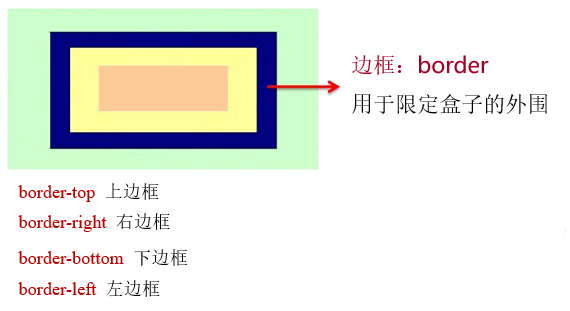 边框：border
用于限定盒子的外围
border-top 上边框
border-right 右边框
border-bottom 下边框
border-left 左边框